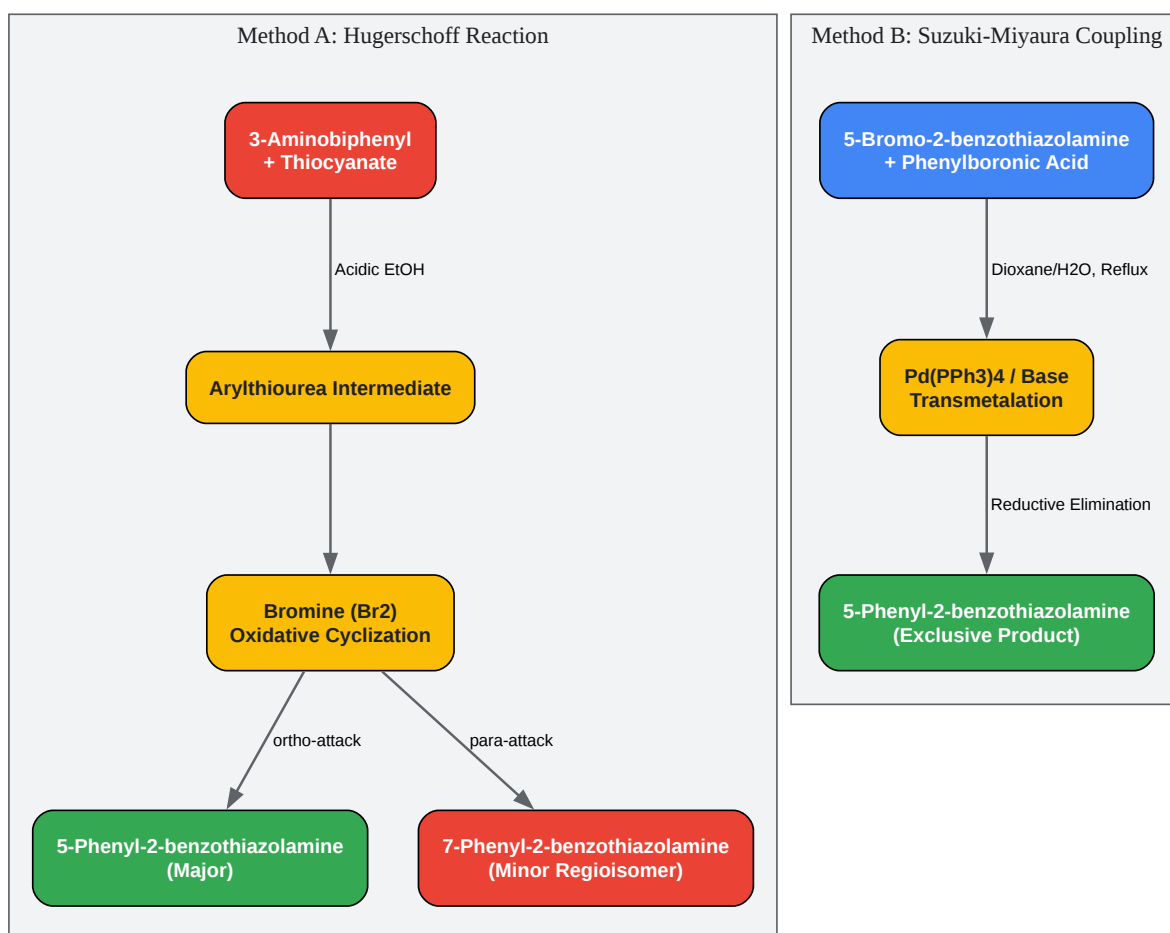 Method A: Hugerschoff Reaction
3-Aminobiphenyl
+ Thiocyanate
Acidic EtOH
Arylthiourea Intermediate
Bromine (Br2)
Oxidative Cyclization
ortho-attack
para-attack
5-Phenyl-2-benzothiazolamine
(Major)
7-Phenyl-2-benzothiazolamine
(Minor Regioisomer)
Method B: Suzuki-Miyaura Coupling
5-Bromo-2-benzothiazolamine
+ Phenylboronic Acid
Dioxane/H2O, Reflux
Pd(PPh3)4 / Base
Transmetalation
Reductive Elimination
5-Phenyl-2-benzothiazolamine
(Exclusive Product)